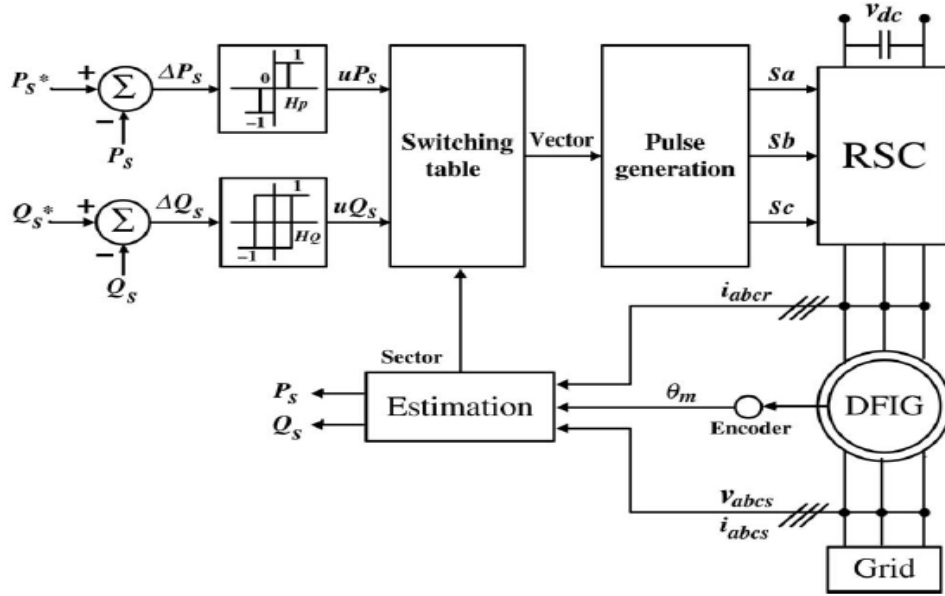 v_dc
P_s* + ΔP_s 0 1 -1 H_P uP_s
Σ
− P_s
Q_s* + ΔQ_s 1 -1 H_Q uQ_s
Σ
− Q_s
Switching table
Vector
Pulse generation
Sa
Sb
Sc
RSC
i_abcr
Sector
P_s
Q_s
Estimation
θ_m
Encoder
DFIG
v_abcs
i_abcs
Grid